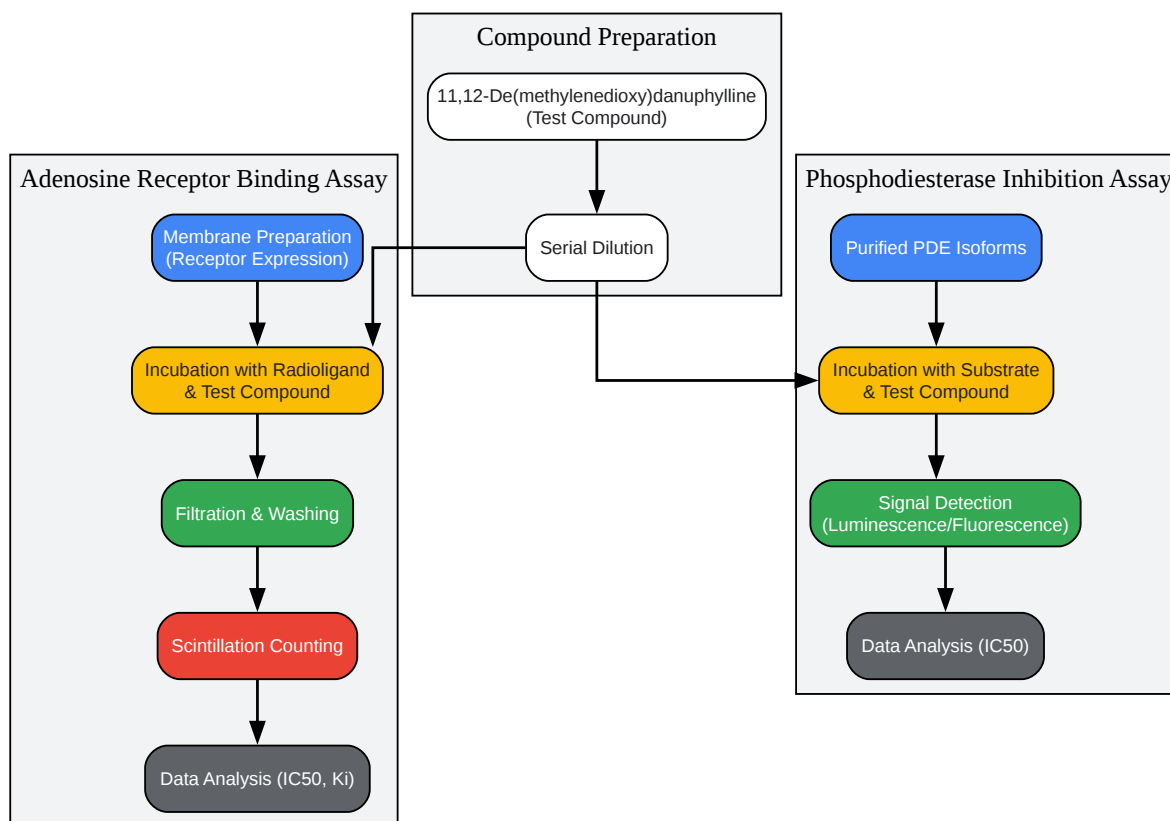 Compound Preparation
11,12-De(methylenedioxy)danuphylline
(Test Compound)
Serial Dilution
Adenosine Receptor Binding Assay
Membrane Preparation
(Receptor Expression)
Incubation with Radioligand
& Test Compound
Filtration & Washing
Scintillation Counting
Data Analysis (IC50, Ki)
Phosphodiesterase Inhibition Assay
Purified PDE Isoforms
Incubation with Substrate
& Test Compound
Signal Detection
(Luminescence/Fluorescence)
Data Analysis (IC50)